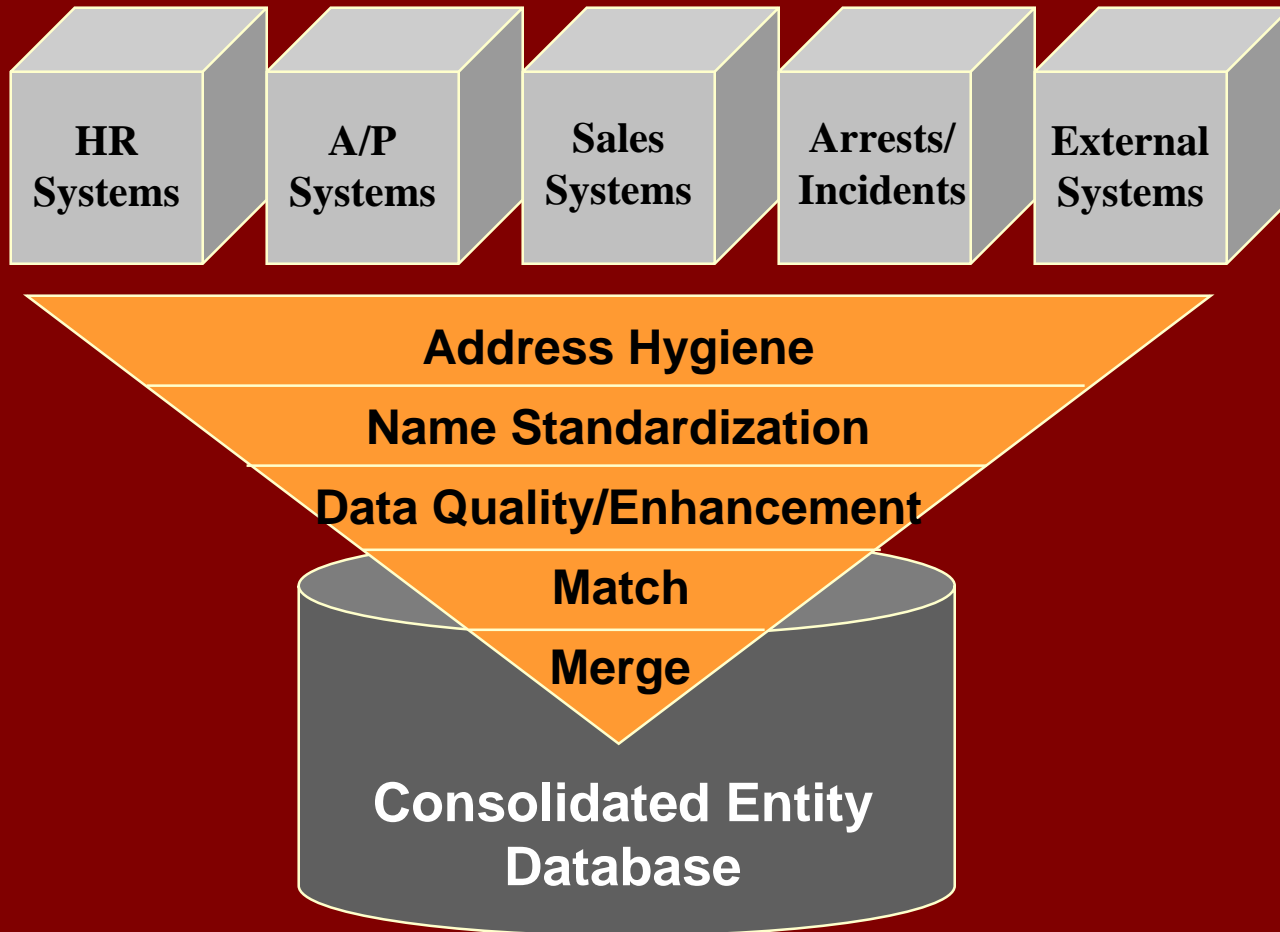 HR
Systems
A/P
Systems
Sales
Systems
Arrests/
Incidents
External
Systems
Address Hygiene
Name Standardization
Data Quality/Enhancement
Match
Merge
Consolidated Entity
Database